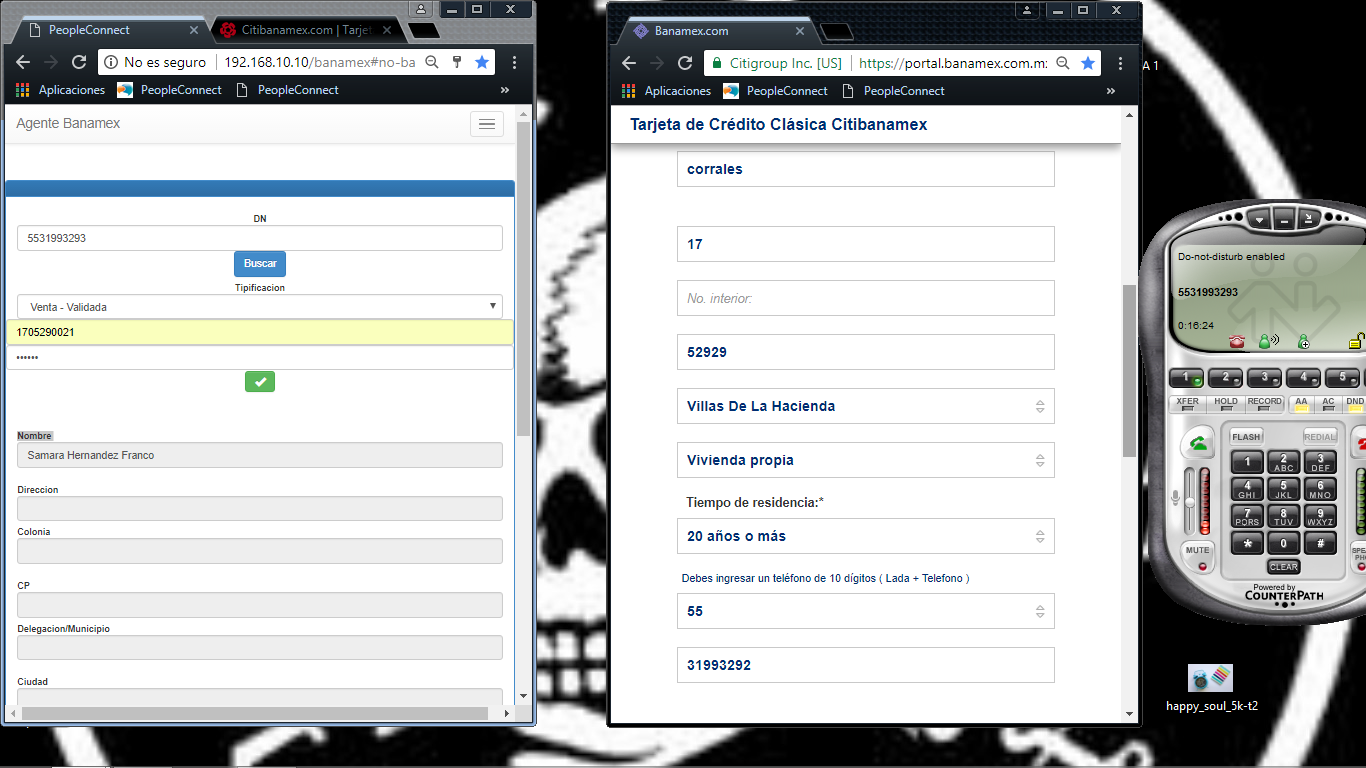 PeopleConnect
Citibanamex.com | Tarjet
No es seguro
192.168.10.10/banamex#no-ba
Aplicaciones
PeopleConnect
PeopleConnect
»
Agente Banamex
DN
5531993293
Buscar
Tipificacion
Venta - Validada
1705290021
••••••
Nombre
Samara Hernandez Franco
Direccion
Colonia
CP
Delegacion/Municipio
Ciudad
Banamex.com
Citigroup Inc. [US]
https://portal.banamex.com.m
Aplicaciones
PeopleConnect
PeopleConnect
»
Tarjeta de Crédito Clásica Citibanamex
corrales
17
No. interior:
52929
Villas De La Hacienda
Vivienda propia
Tiempo de residencia:*
20 años o más
Debes ingresar un teléfono de 10 dígitos ( Lada + Telefono )
55
31993292
A 1
Do-not-disturb enabled
5531993293
0:16:24
1 2 3 4 5
XFER HOLD RECORD AA AC DND
FLASH REDIAL
1 2 ABC 3 DEF
4 GHI 5 JKL 6 MNO
7 PQRS 8 TUV 9 WXYZ
* 0 #
MUTE
CLEAR
Powered by
COUNTERPATH
happy_soul_5k-t2